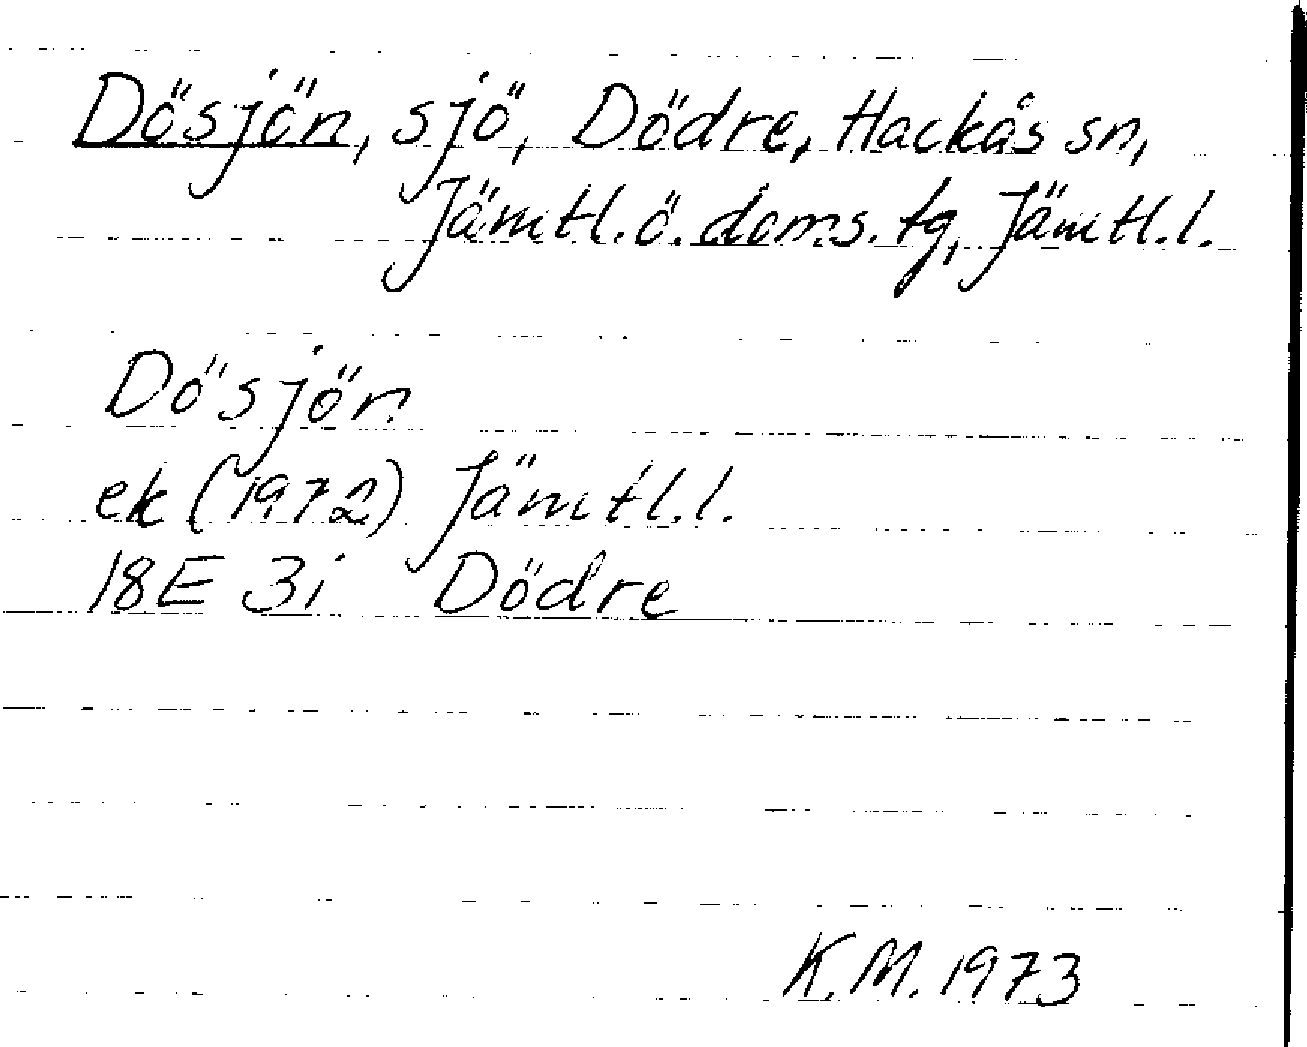 Dösjön, sjö, Dödre, Hackås sn,
Jämtl. ö. doms. tg, Jämtl. l.
Dösjön
ek (1972) Jämtl. l.
18E 3i Dödre
K.M. 1973